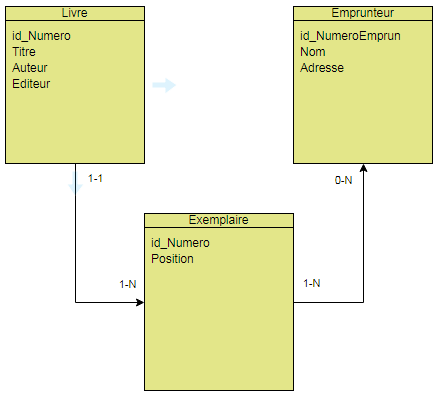 Livre
id_Numero
Titre
Auteur
Editeur
Emprunteur
id_NumeroEmprun
Nom
Adresse
1-1
0-N
Exemplaire
id_Numero
Position
1-N
1-N